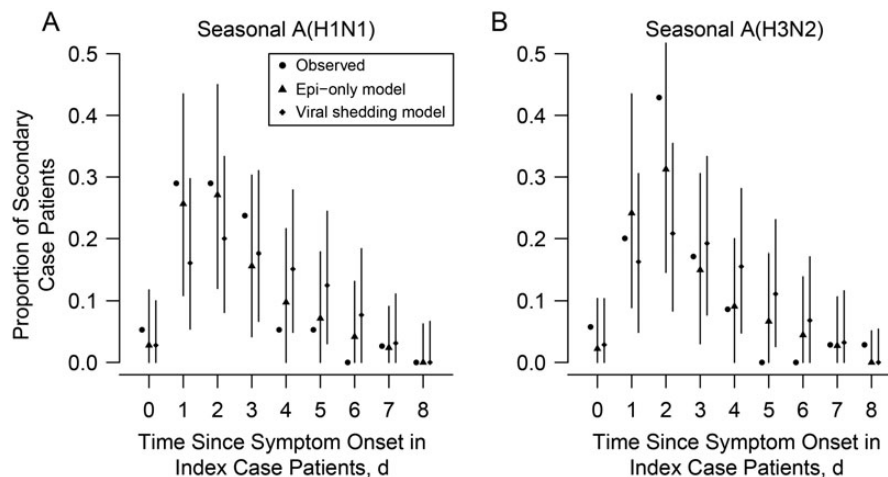 A
Seasonal A(H1N1)
Observed
Epi-only model
Viral shedding model
Proportion of Secondary
Case Patients
0.5
0.4
0.3
0.2
0.1
0.0
0 1 2 3 4 5 6 7 8
Time Since Symptom Onset in
Index Case Patients, d
B
Seasonal A(H3N2)
0.5
0.4
0.3
0.2
0.1
0.0
0 1 2 3 4 5 6 7 8
Time Since Symptom Onset in
Index Case Patients, d